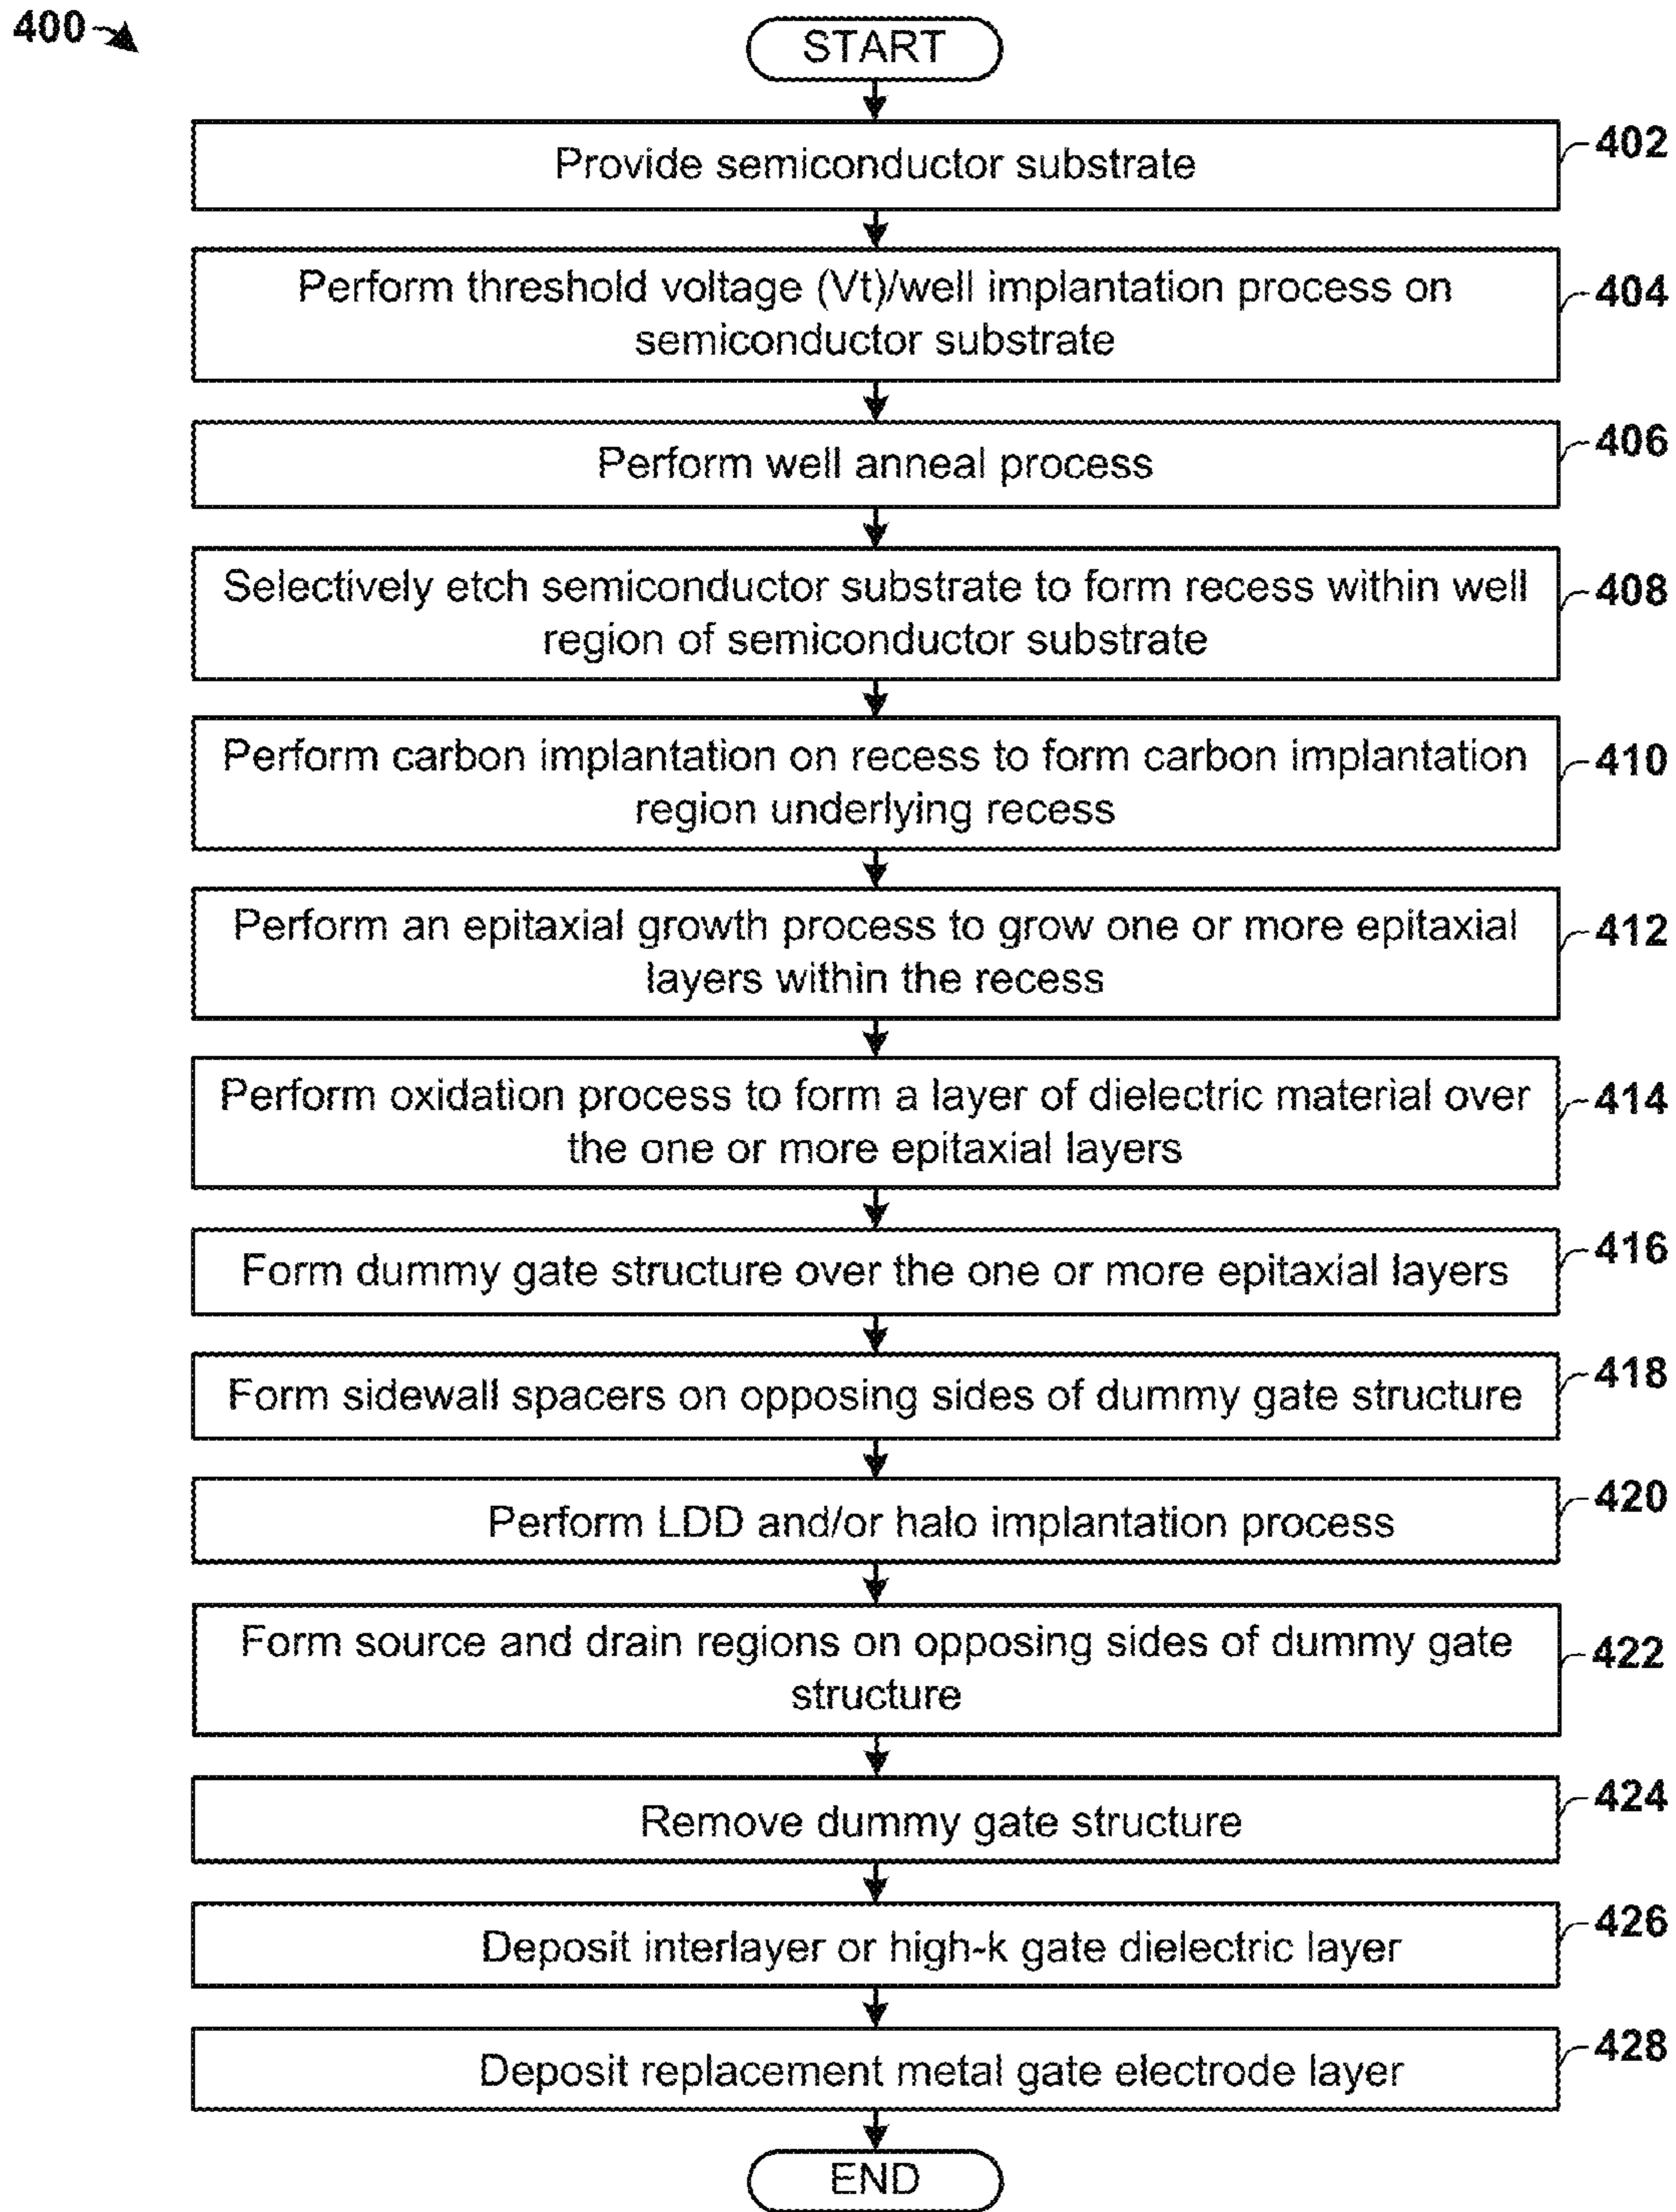 400
START
Provide semiconductor substrate
402
Perform threshold voltage (Vt)/well implantation process on
semiconductor substrate
404
Perform well anneal process
406
Selectively etch semiconductor substrate to form recess within well
region of semiconductor substrate
408
Perform carbon implantation on recess to form carbon implantation
region underlying recess
410
Perform an epitaxial growth process to grow one or more epitaxial
layers within the recess
412
Perform oxidation process to form a layer of dielectric material over
the one or more epitaxial layers
414
Form dummy gate structure over the one or more epitaxial layers
416
Form sidewall spacers on opposing sides of dummy gate structure
418
Perform LDD and/or halo implantation process
420
Form source and drain regions on opposing sides of dummy gate
structure
422
Remove dummy gate structure
424
Deposit interlayer or high-k gate dielectric layer
426
Deposit replacement metal gate electrode layer
428
END